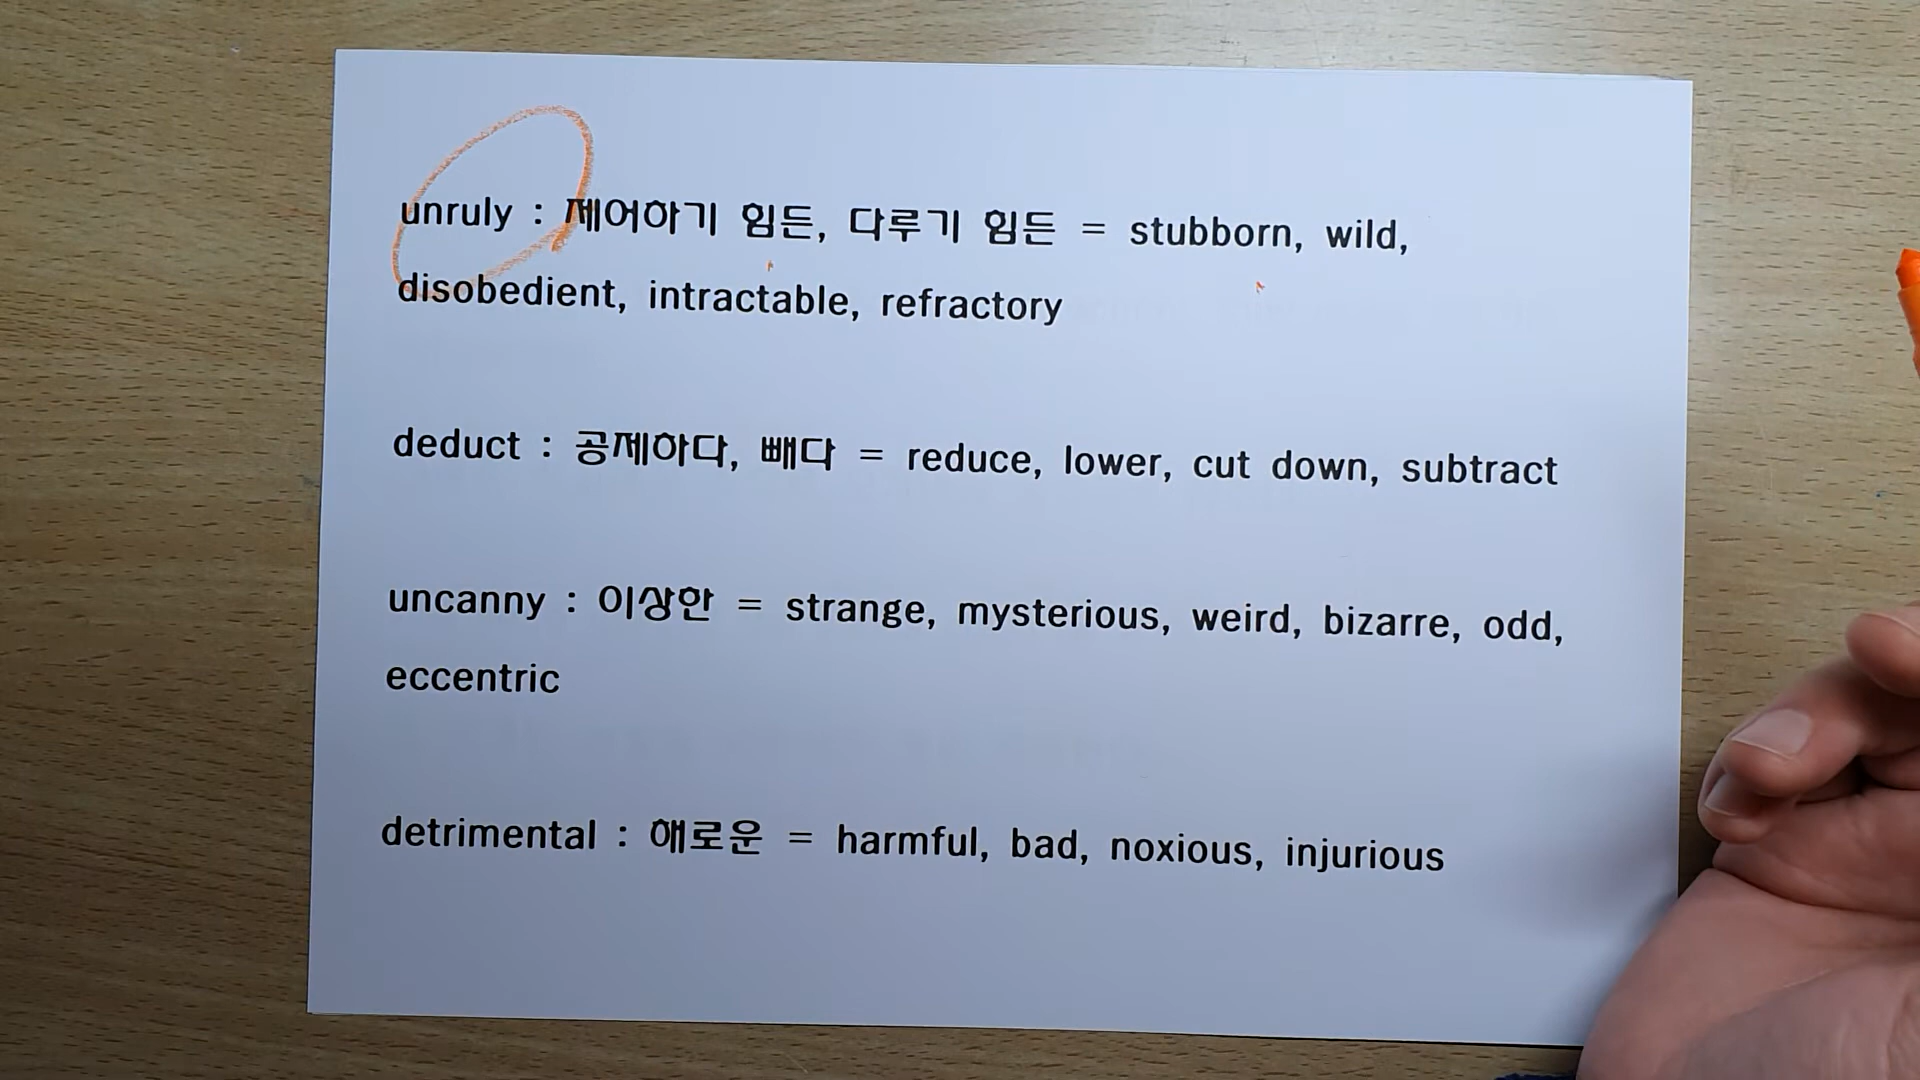 unruly : 제어하기 힘든, 다루기 힘든 = stubborn, wild,
disobedient, intractable, refractory
deduct : 공제하다, 빼다 = reduce, lower, cut down, subtract
uncanny : 이상한 = strange, mysterious, weird, bizarre, odd,
eccentric
detrimental : 해로운 = harmful, bad, noxious, injurious